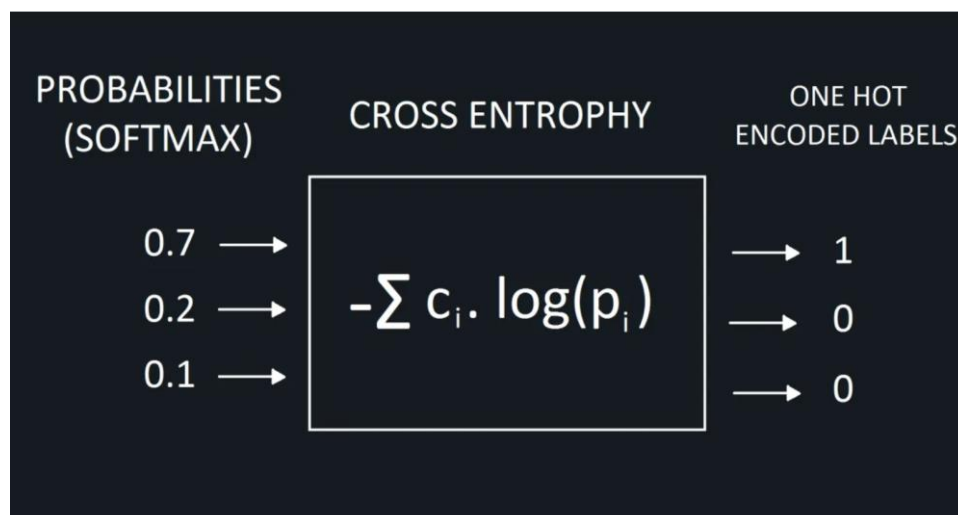 PROBABILITIES
(SOFTMAX)
CROSS ENTROPHY
ONE HOT
ENCODED LABELS
0.7
0.2
0.1
-∑ cᵢ. log(pᵢ)
1
0
0